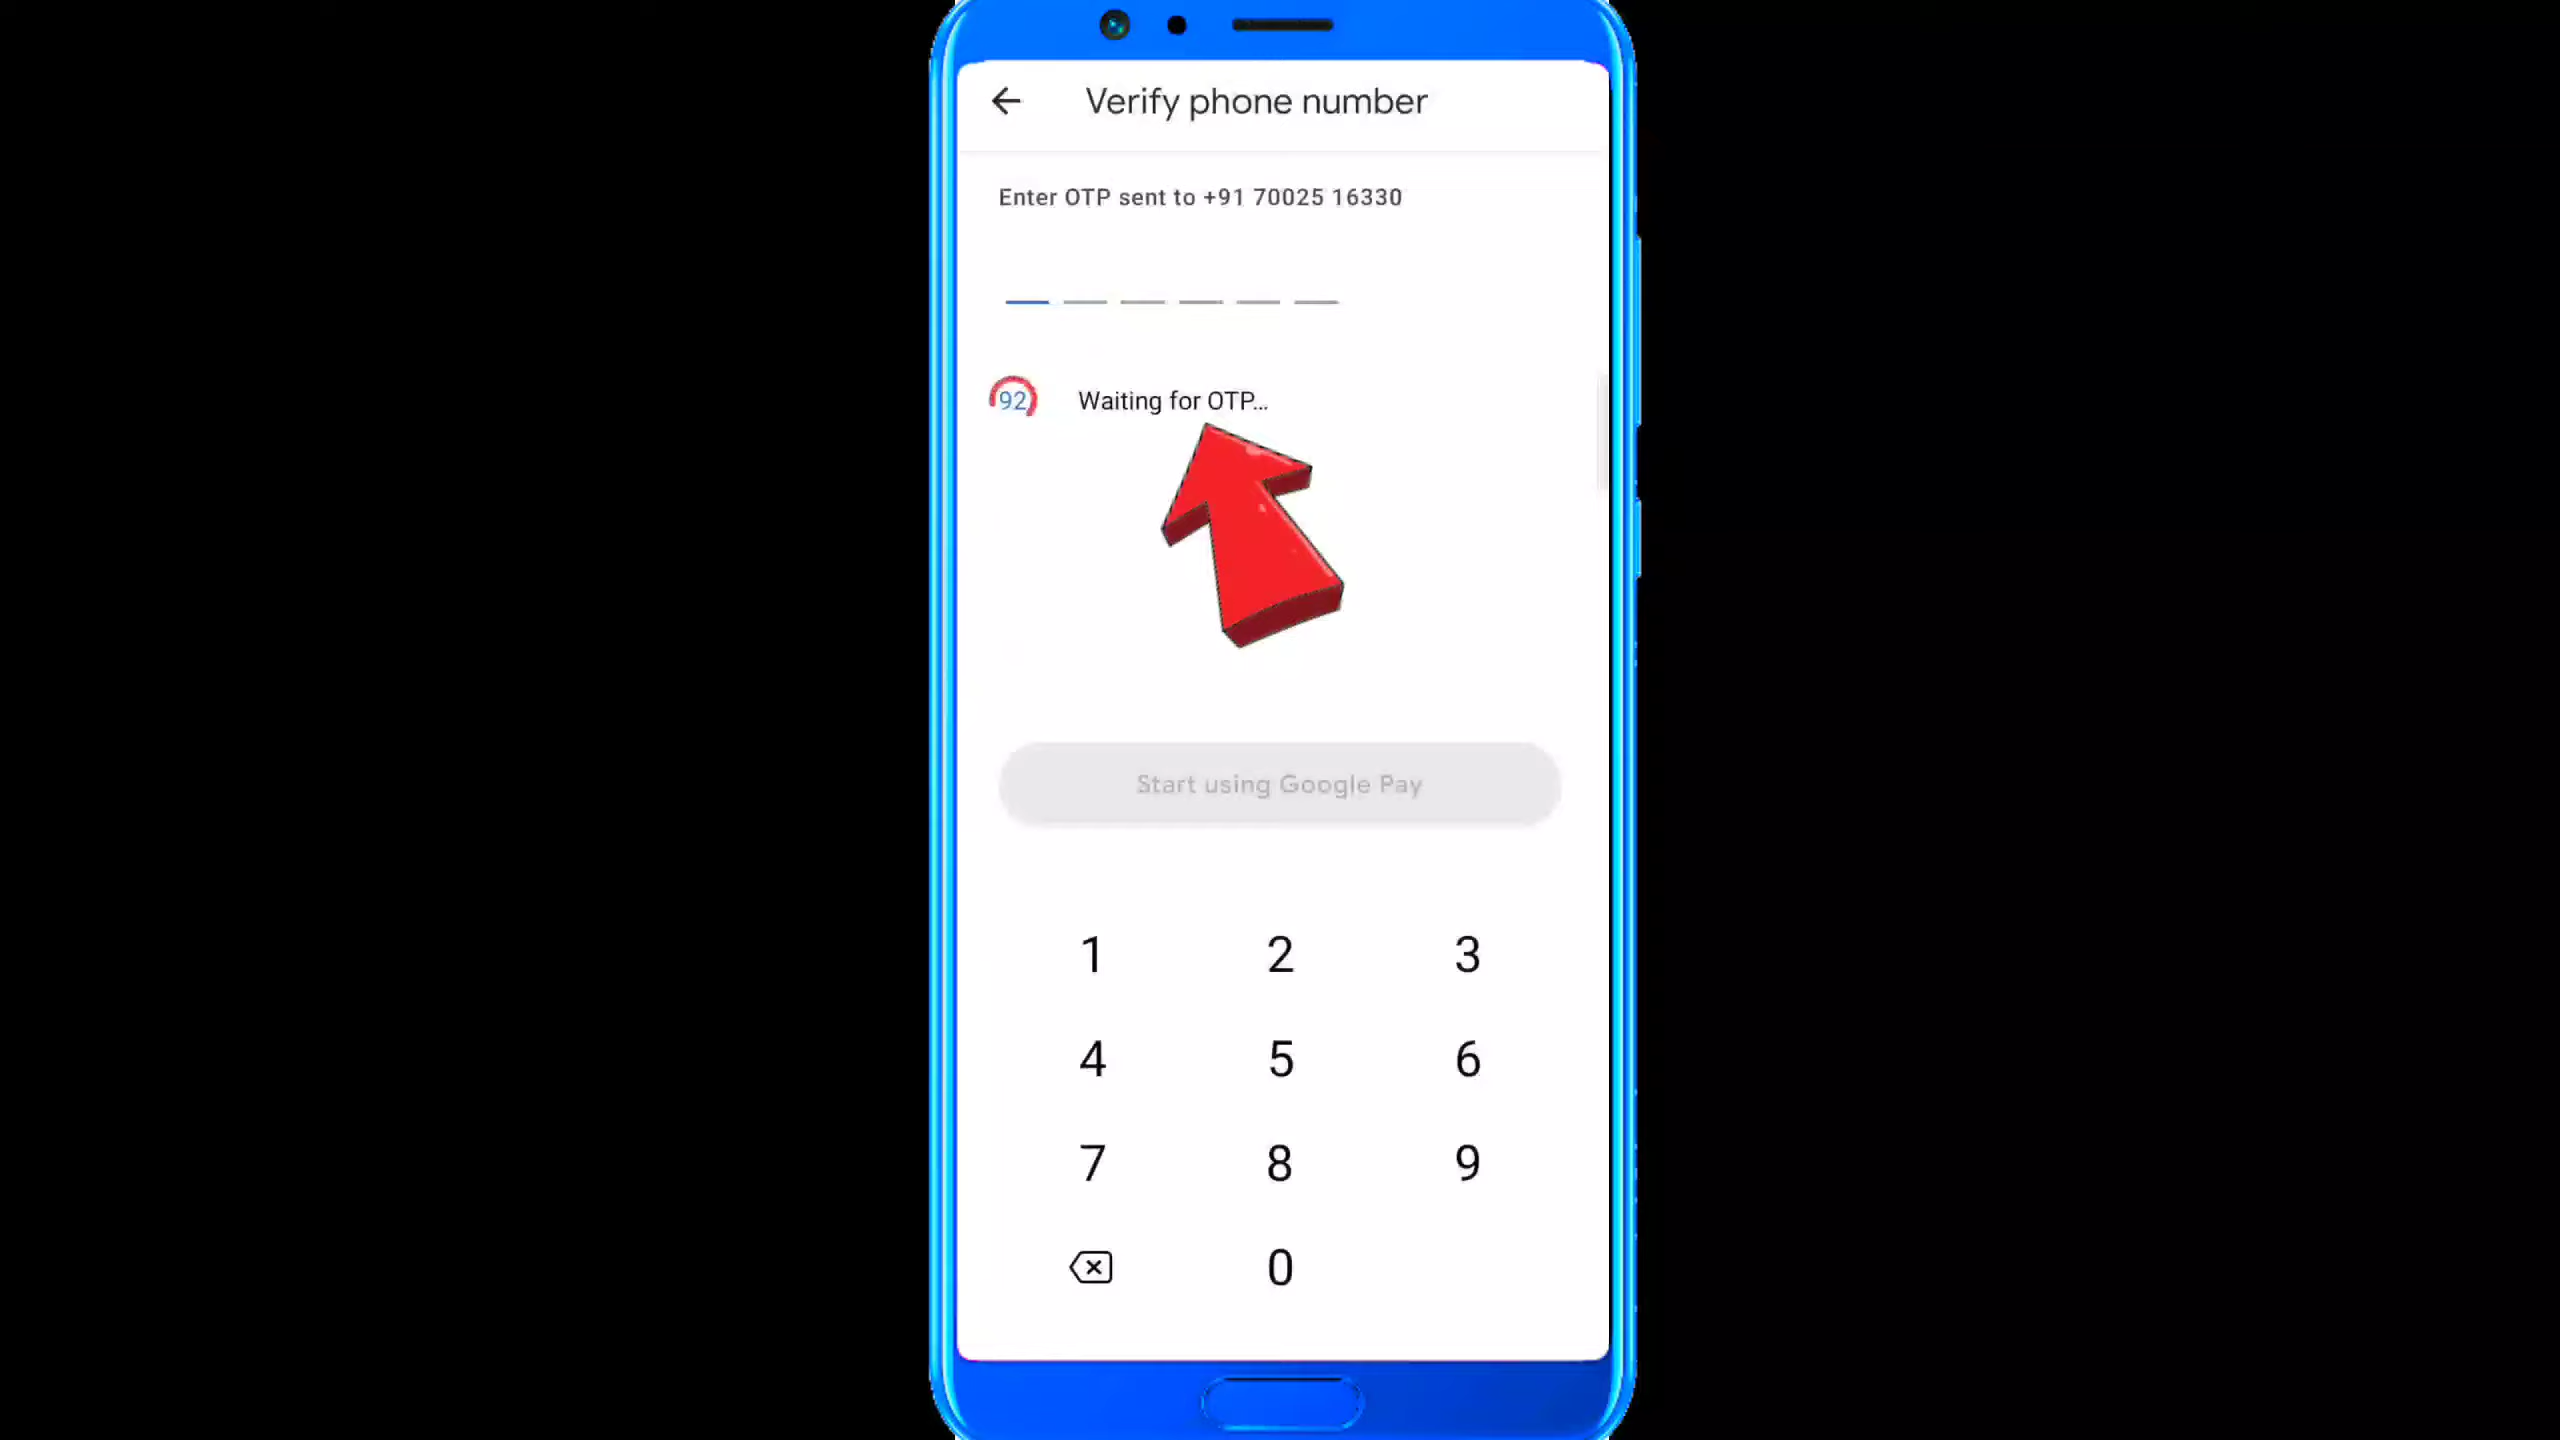 Verify phone number
Enter OTP sent to +91 70025 16330
92 Waiting for OTP...
Start using Google Pay
1 2 3
4 5 6
7 8 9
0